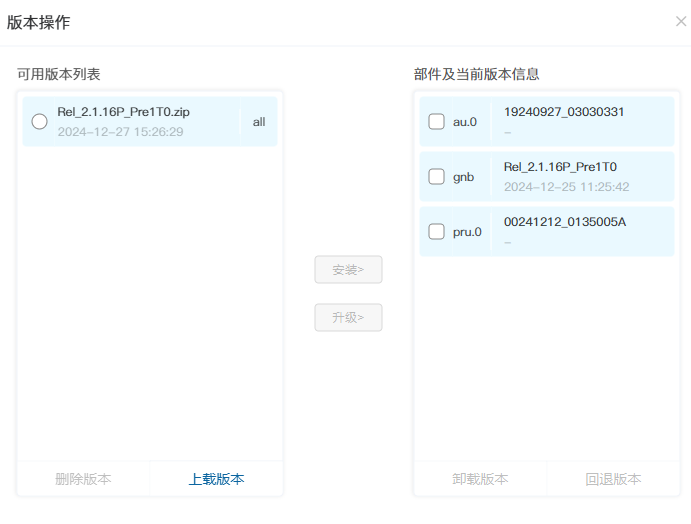 版本操作
可用版本列表
Rel_2.1.16P_Pre1T0.zip
2024-12-27 15:26:29
all
删除版本
上载版本
安装>
升级>
部件及当前版本信息
au.0
19240927_03030331
-
gnb
Rel_2.1.16P_Pre1T0
2024-12-25 11:25:42
pru.0
00241212_0135005A
-
卸载版本
回退版本